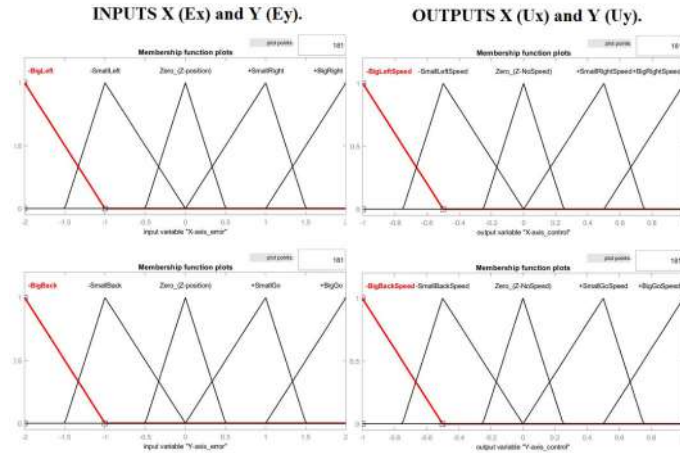 INPUTS X (Ex) and Y (Ey).
OUTPUTS X (Ux) and Y (Uy).
plot points 181
Membership function plots
-BigLeft -SmallLeft Zero_(Z-position) +SmallRight +BigRight
1
0
-2 -1.5 -1 -0.5 0 0.5 1 1.5 2
input variable "X-axis_error"
plot points 181
Membership function plots
-BigLeftSpeed -SmallLeftSpeed Zero_(Z-NoSpeed) +SmallRightSpeed +BigRightSpeed
1
0.5
0
-1 -0.8 -0.6 -0.4 -0.2 0 0.2 0.4 0.6 0.8
output variable "X-axis_control"
plot points 181
Membership function plots
-BigBack -SmallBack Zero_(Z-position) +SmallGo +BigGo
1
0
-2 -1.5 -1 -0.5 0 0.5 1 1.5 2
input variable "Y-axis_error"
plot points 181
Membership function plots
-BigBackSpeed -SmallBackSpeed Zero_(Z-NoSpeed) +SmallGoSpeed +BigGoSpeed
1
0.5
0
-1 -0.8 -0.6 -0.4 -0.2 0 0.2 0.4 0.6 0.8
output variable "Y-axis_control"